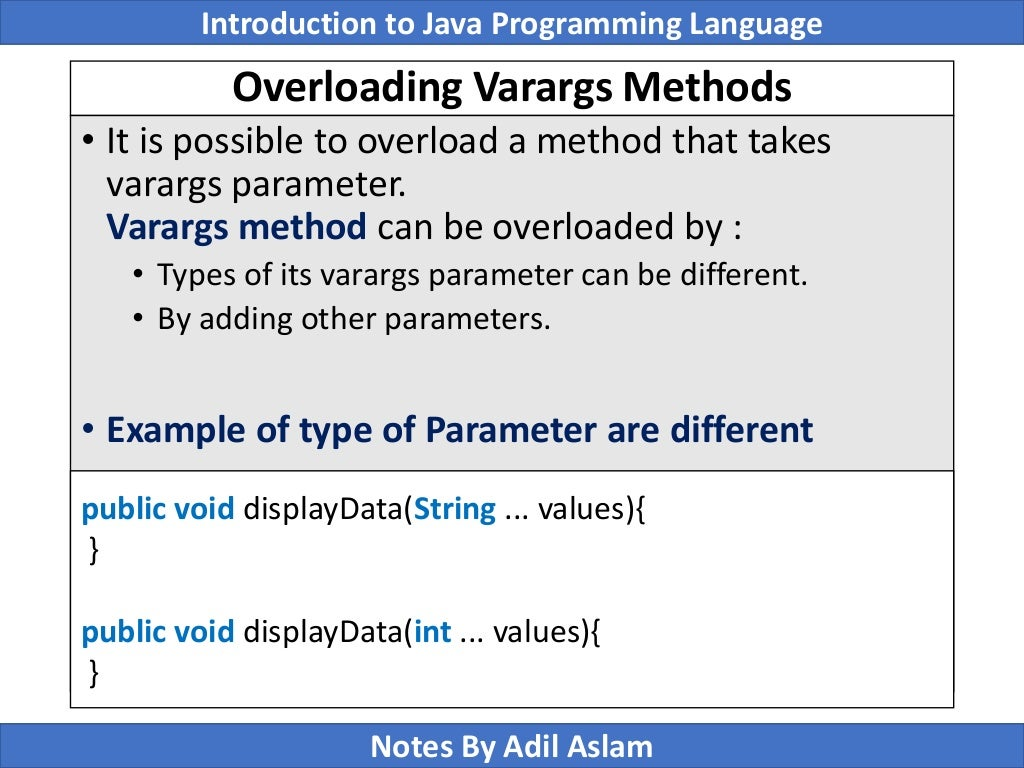 Introduction to Java Programming Language
Overloading Varargs Methods
• It is possible to overload a method that takes
varargs parameter.
Varargs method can be overloaded by :
• Types of its varargs parameter can be different.
• By adding other parameters.
• Example of type of Parameter are different
public void displayData(String ... values){
}
public void displayData(int ... values){
}
Notes By Adil Aslam